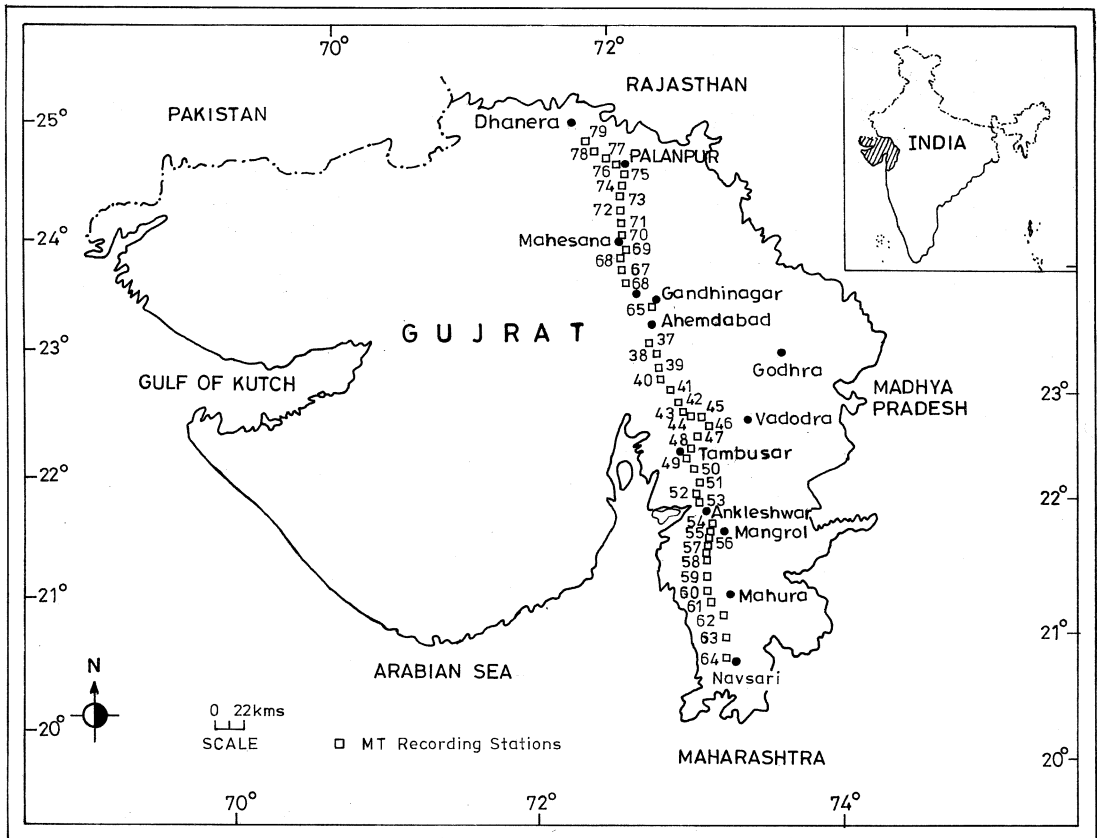 70°
72°
PAKISTAN
RAJASTHAN
INDIA
25°
Dhanera
79
78
77
PALANPUR
76
75
74
73
72
71
24°
70
Mahesana
69
68
67
68
Gandhinagar
65
Ahemdabad
GUJRAT
37
23°
38
Godhra
39
40
GULF OF KUTCH
41
MADHYA
PRADESH
23°
42
45
43
44
46
Vadodra
47
48
Tambusar
49
50
22°
51
52
53
22°
Ankleshwar
54
55
Mangrol
56
57
58
59
21°
60
Mahura
61
62
63
21°
64
ARABIAN SEA
Navsari
N
0 22kms
SCALE
MT Recording Stations
20°
MAHARASHTRA
20°
70°
72°
74°